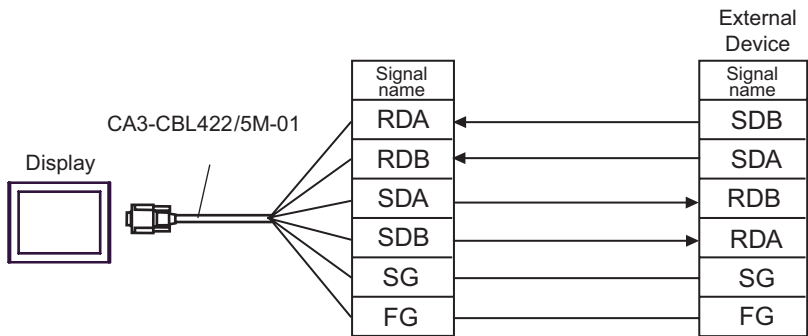 External
Device
Signal
name
Signal
name
CA3-CBL422/5M-01
RDA
SDB
Display
RDB
SDA
SDA
RDB
SDB
RDA
SG
SG
FG
FG